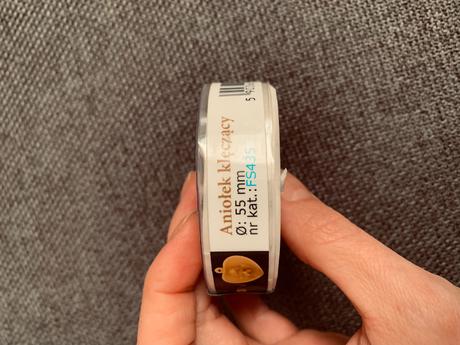 Aniołek klęczący
Ø: 55 mm
nr kat.: FS435